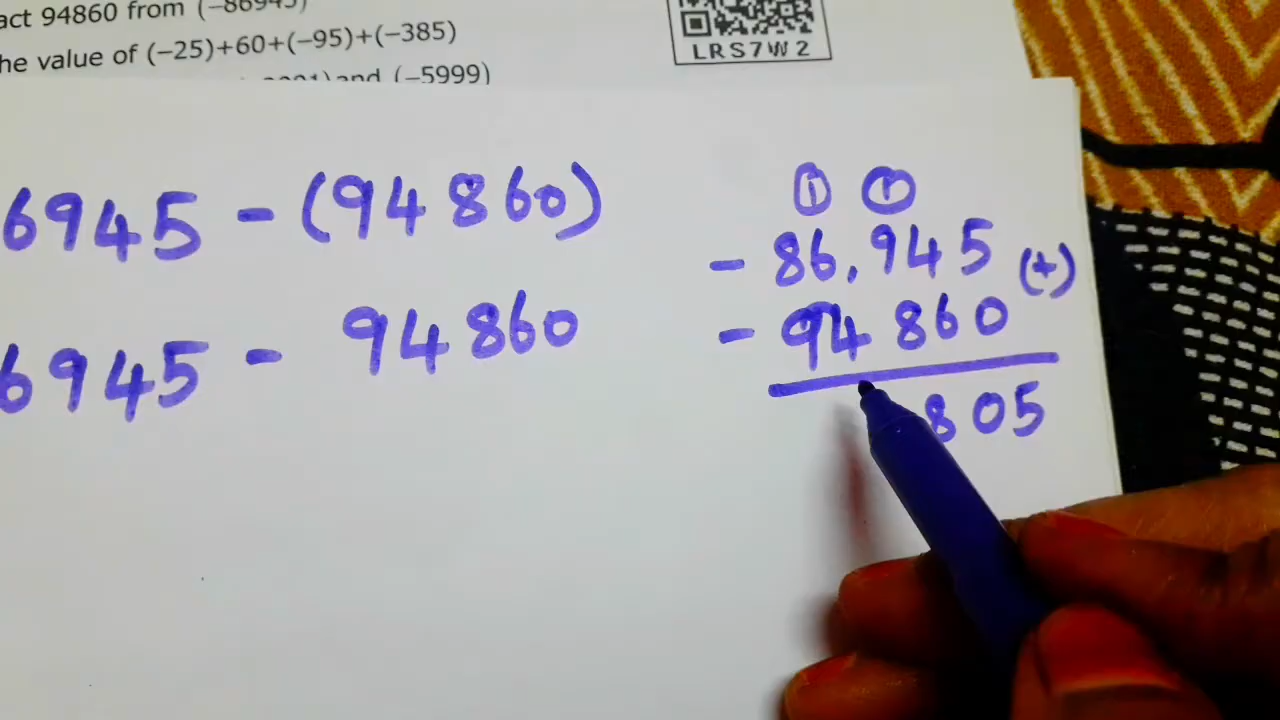 act 94860 from (−86945)
he value of (−25)+60+(−95)+(−385)
and (−5999)
LRS7W2
6945 - (94860)
6945 - 94860
1 1
- 86,945 (+)
- 94860
805